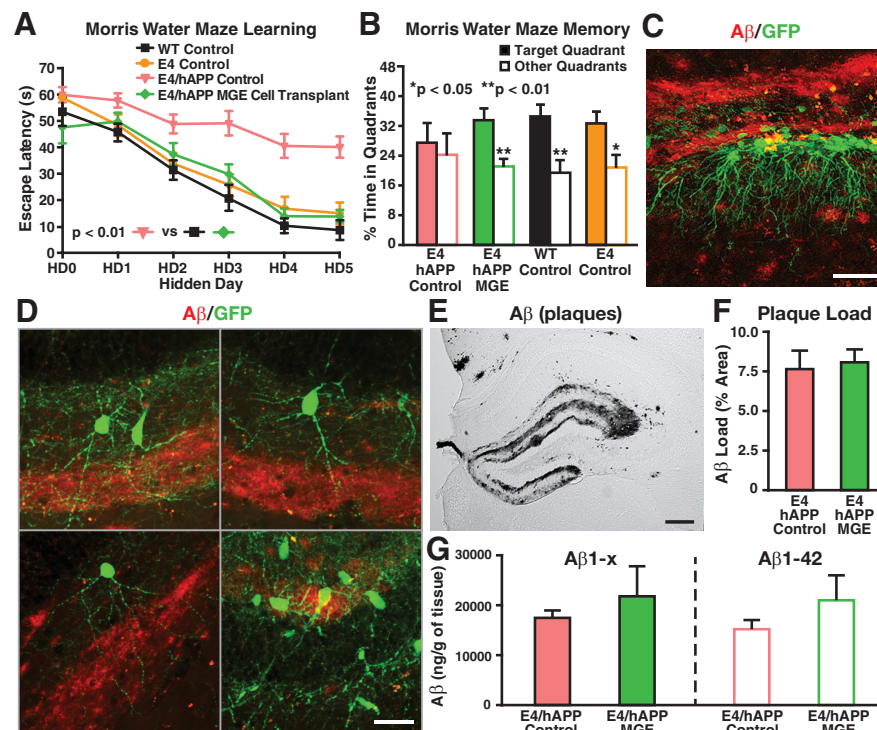 A
Morris Water Maze Learning
WT Control
E4 Control
E4/hAPP Control
E4/hAPP MGE Cell Transplant
Escape Latency (s)
70
60
50
40
30
20
10
0
p < 0.01 vs
HD0 HD1 HD2 HD3 HD4 HD5
Hidden Day
B
Morris Water Maze Memory
Target Quadrant
Other Quadrants
*p < 0.05 **p < 0.01
% Time in Quadrants
48
40
32
24
16
8
0
** ** *
E4 hAPP Control
E4 hAPP MGE
WT Control
E4 Control
C
Aβ/GFP
D
Aβ/GFP
E
Aβ (plaques)
F
Plaque Load
Aβ Load (% Area)
10.0
7.5
5.0
2.5
0
E4 hAPP Control
E4 hAPP MGE
G
Aβ (ng/g of tissue)
30000
20000
10000
0
Aβ1-x
Aβ1-42
E4/hAPP Control
E4/hAPP MGE
E4/hAPP Control
E4/hAPP MGE